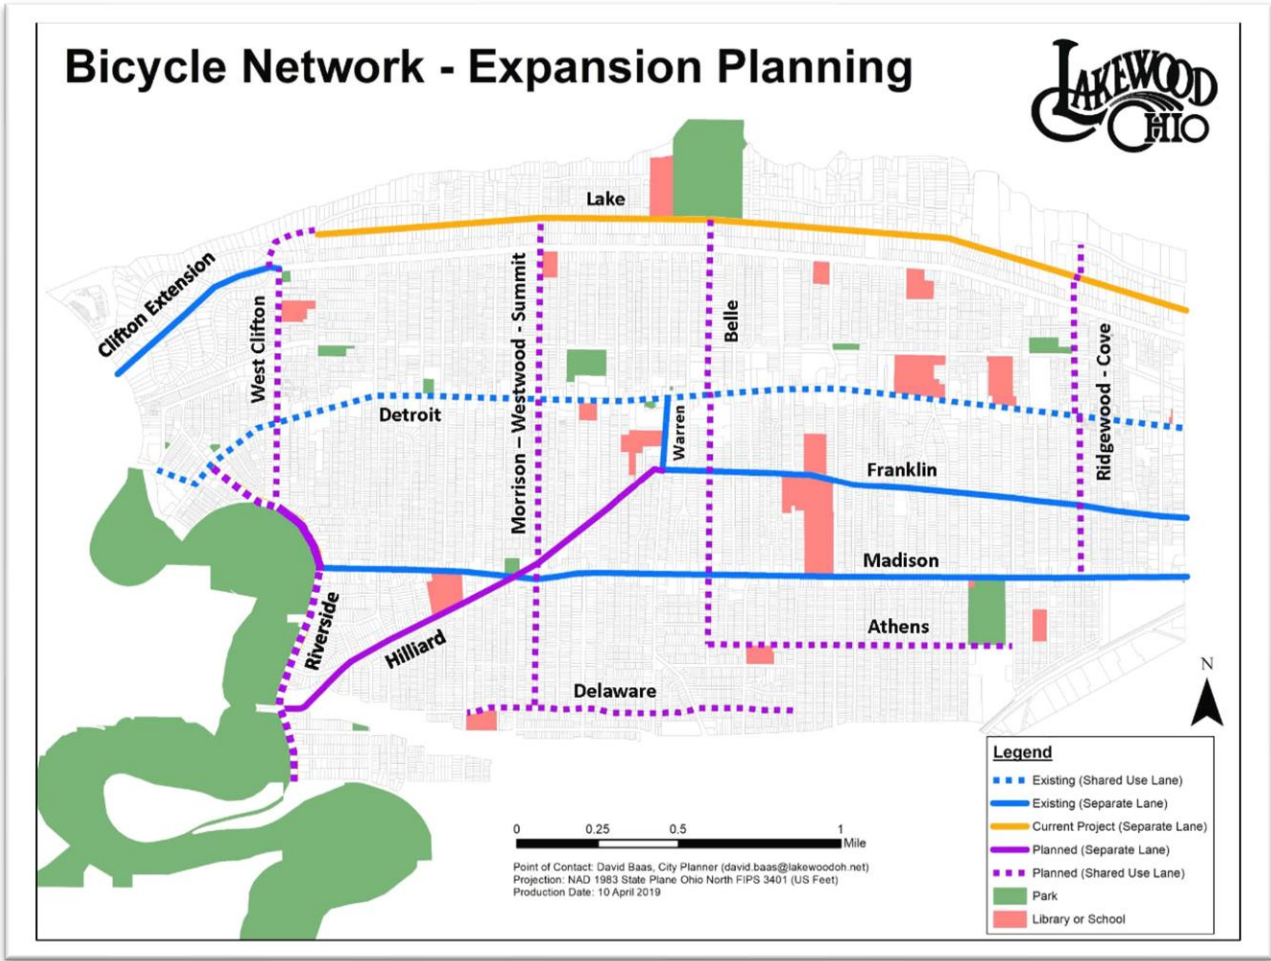 Bicycle Network - Expansion Planning
LAKEWOOD
OHIO
Lake
Clifton Extension
West Clifton
Morrison – Westwood - Summit
Belle
Ridgewood - Cove
Detroit
Warren
Franklin
Madison
Riverside
Hilliard
Athens
Delaware
N
Legend
Existing (Shared Use Lane)
Existing (Separate Lane)
Current Project (Separate Lane)
Planned (Separate Lane)
Planned (Shared Use Lane)
Park
Library or School
0 0.25 0.5 1
Mile
Point of Contact: David Baas, City Planner (david.baas@lakewoodoh.net)
Projection: NAD 1983 State Plane Ohio North FIPS 3401 (US Feet)
Production Date: 10 April 2019